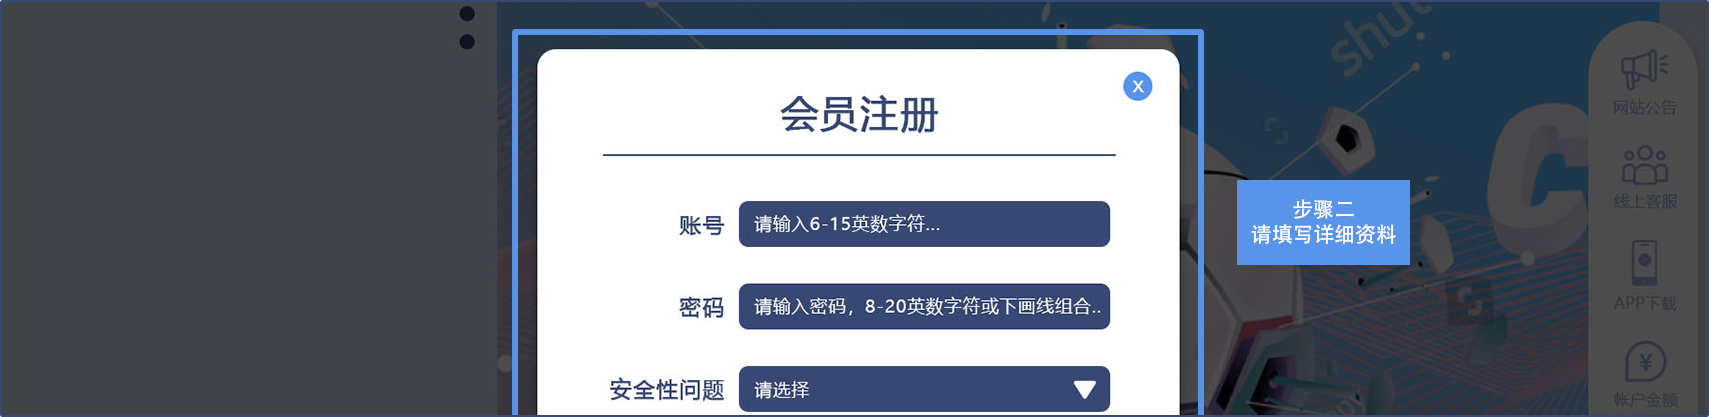 shut
X
会员注册
账号
请输入6-15英数字符...
密码
请输入密码，8-20英数字符或下画线组合..
安全性问题
请选择
步骤二
请填写详细资料
C
网站公告
线上客服
APP下载
¥
帐户金额